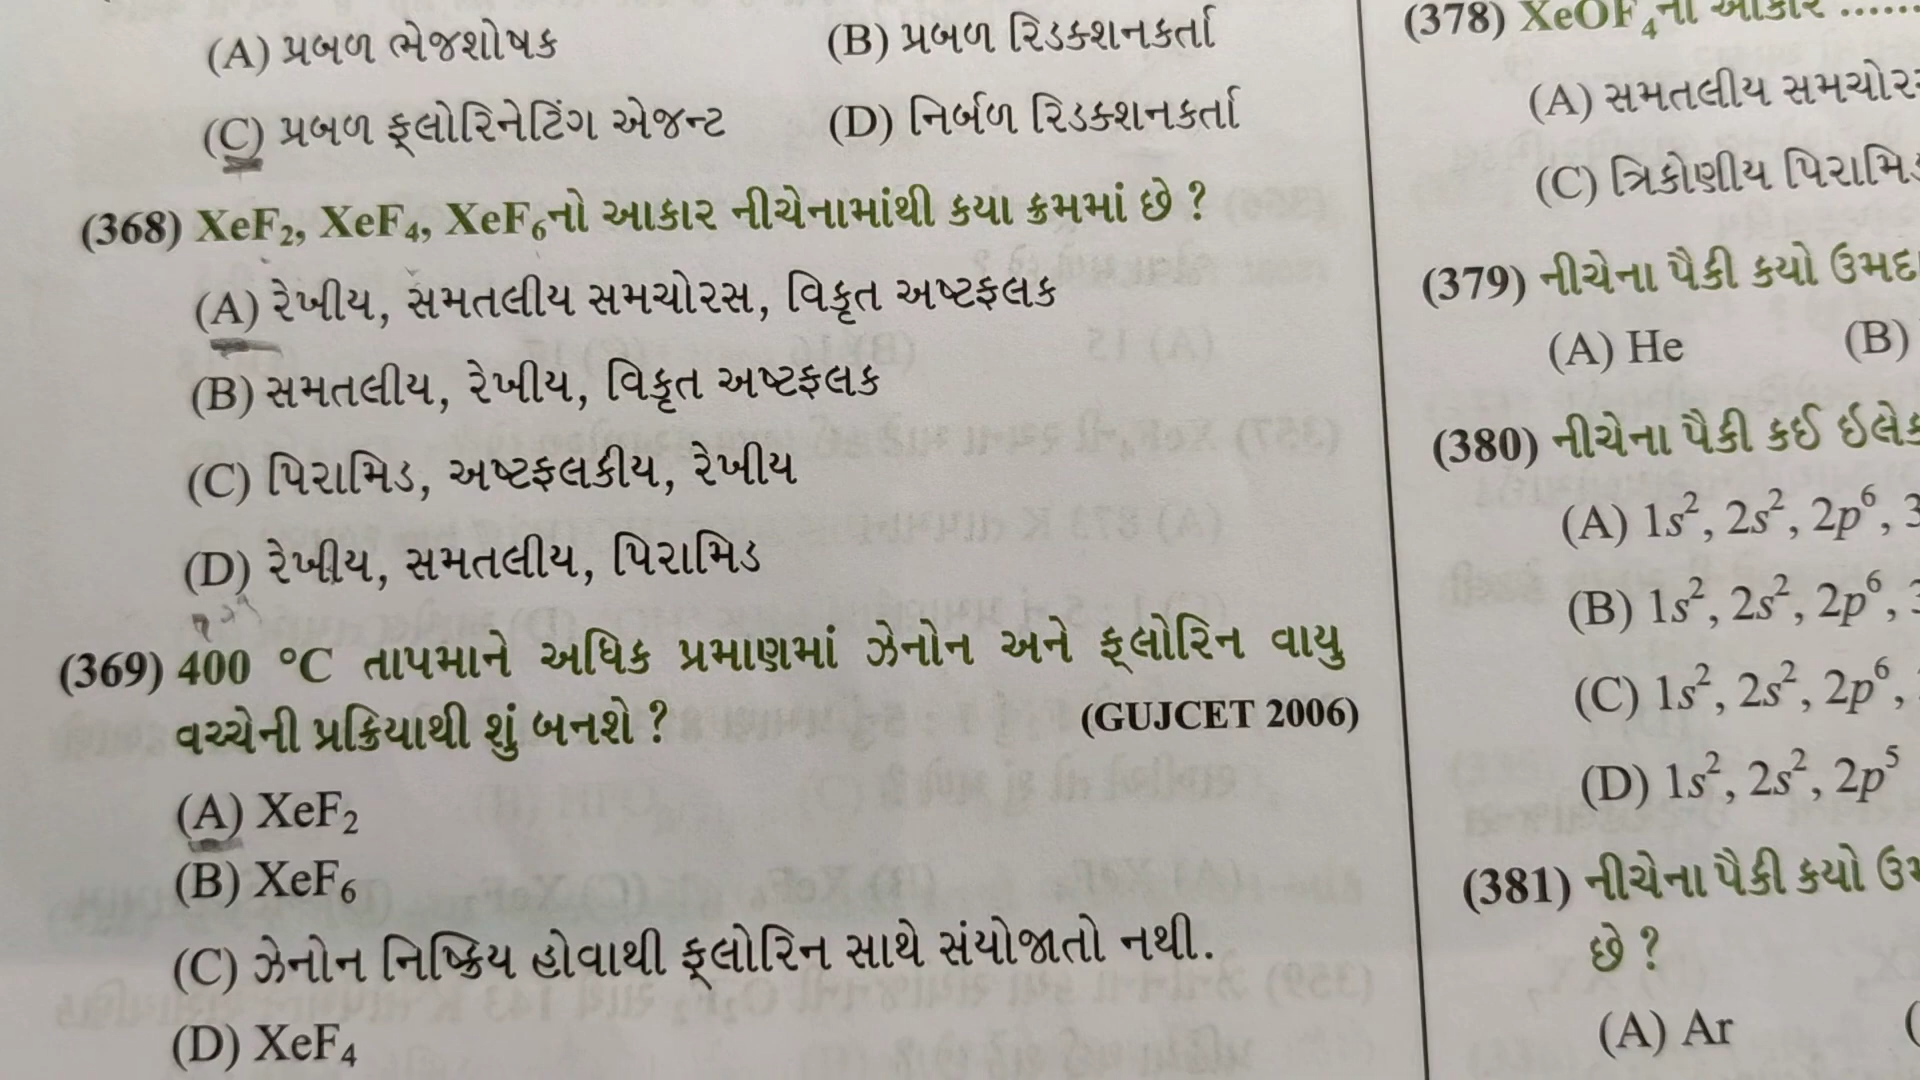 (A) પ્રબળ ભેજશોષક (B) પ્રબળ રિડક્શનકર્તા
(C) પ્રબળ ફ્લોરિનેટિંગ એજન્ટ (D) નિર્બળ રિડક્શનકર્તા
(368) XeF₂, XeF₄, XeF₆નો આકાર નીચેનામાંથી કયા ક્રમમાં છે ?
(A) રેખીય, સમતલીય સમચોરસ, વિકૃત અષ્ટફલક
(B) સમતલીય, રેખીય, વિકૃત અષ્ટફલક
(C) પિરામિડ, અષ્ટફલકીય, રેખીય
(D) રેખીય, સમતલીય, પિરામિડ
(369) 400 °C તાપમાને અધિક પ્રમાણમાં ઝેનોન અને ફ્લોરિન વાયુ
વચ્ચેની પ્રક્રિયાથી શું બનશે ? (GUJCET 2006)
(A) XeF₂
(B) XeF₆
(C) ઝેનોન નિષ્ક્રિય હોવાથી ફ્લોરિન સાથે સંયોજાતો નથી.
(D) XeF₄
(378) XeOF₄નો આકાર ......
(A) સમતલીય
(C) ત્રિકોણીય
(379) નીચેના પૈકી કયો
(A) He (B)
(380) નીચેના પૈકી કઈ
(A) 1s², 2s², 2p⁶, 3
(B) 1s², 2s², 2p⁶, 3
(C) 1s², 2s², 2p⁶,
(D) 1s², 2s², 2p⁵
(381) નીચેના પૈકી કયો
છે ?
(A) Ar (